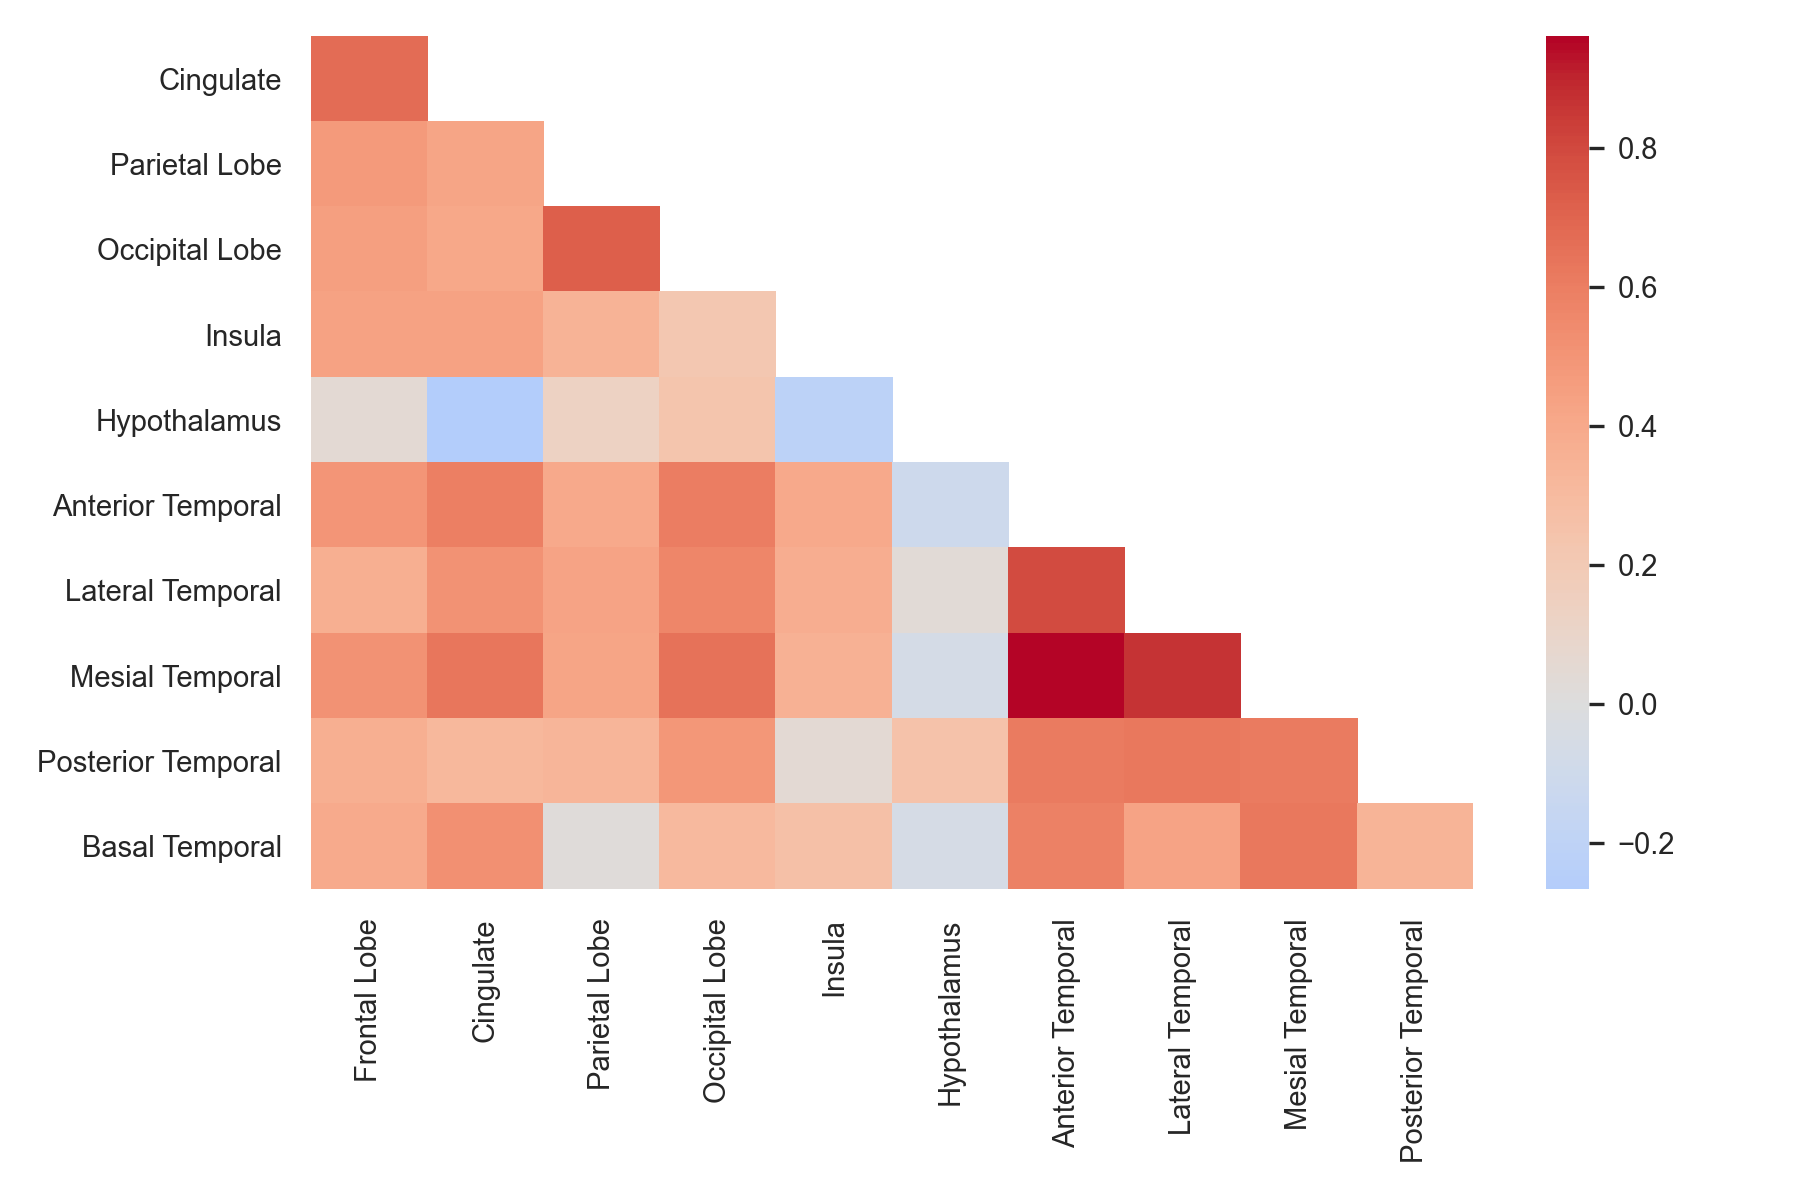 Cingulate
Parietal Lobe
Occipital Lobe
Insula
Hypothalamus
Anterior Temporal
Lateral Temporal
Mesial Temporal
Posterior Temporal
Basal Temporal
Frontal Lobe
Cingulate
Parietal Lobe
Occipital Lobe
Insula
Hypothalamus
Anterior Temporal
Lateral Temporal
Mesial Temporal
Posterior Temporal
0.8
0.6
0.4
0.2
0.0
−0.2